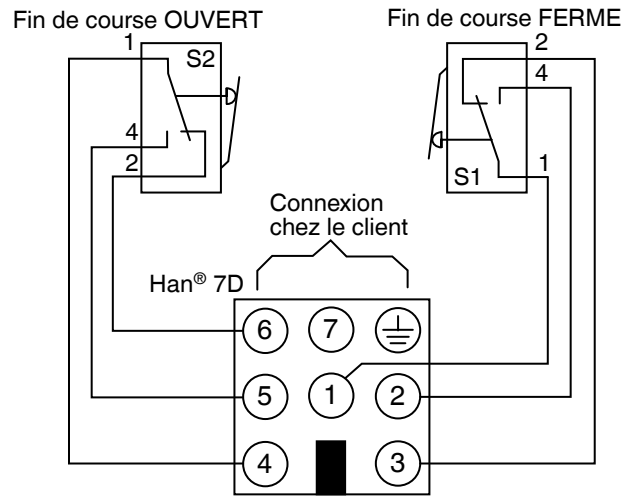 Fin de course OUVERT
Fin de course FERME
1
S2
2
4
4
2
1
S1
Connexion
chez le client
Han® 7D
6
7
5
1
2
4
3